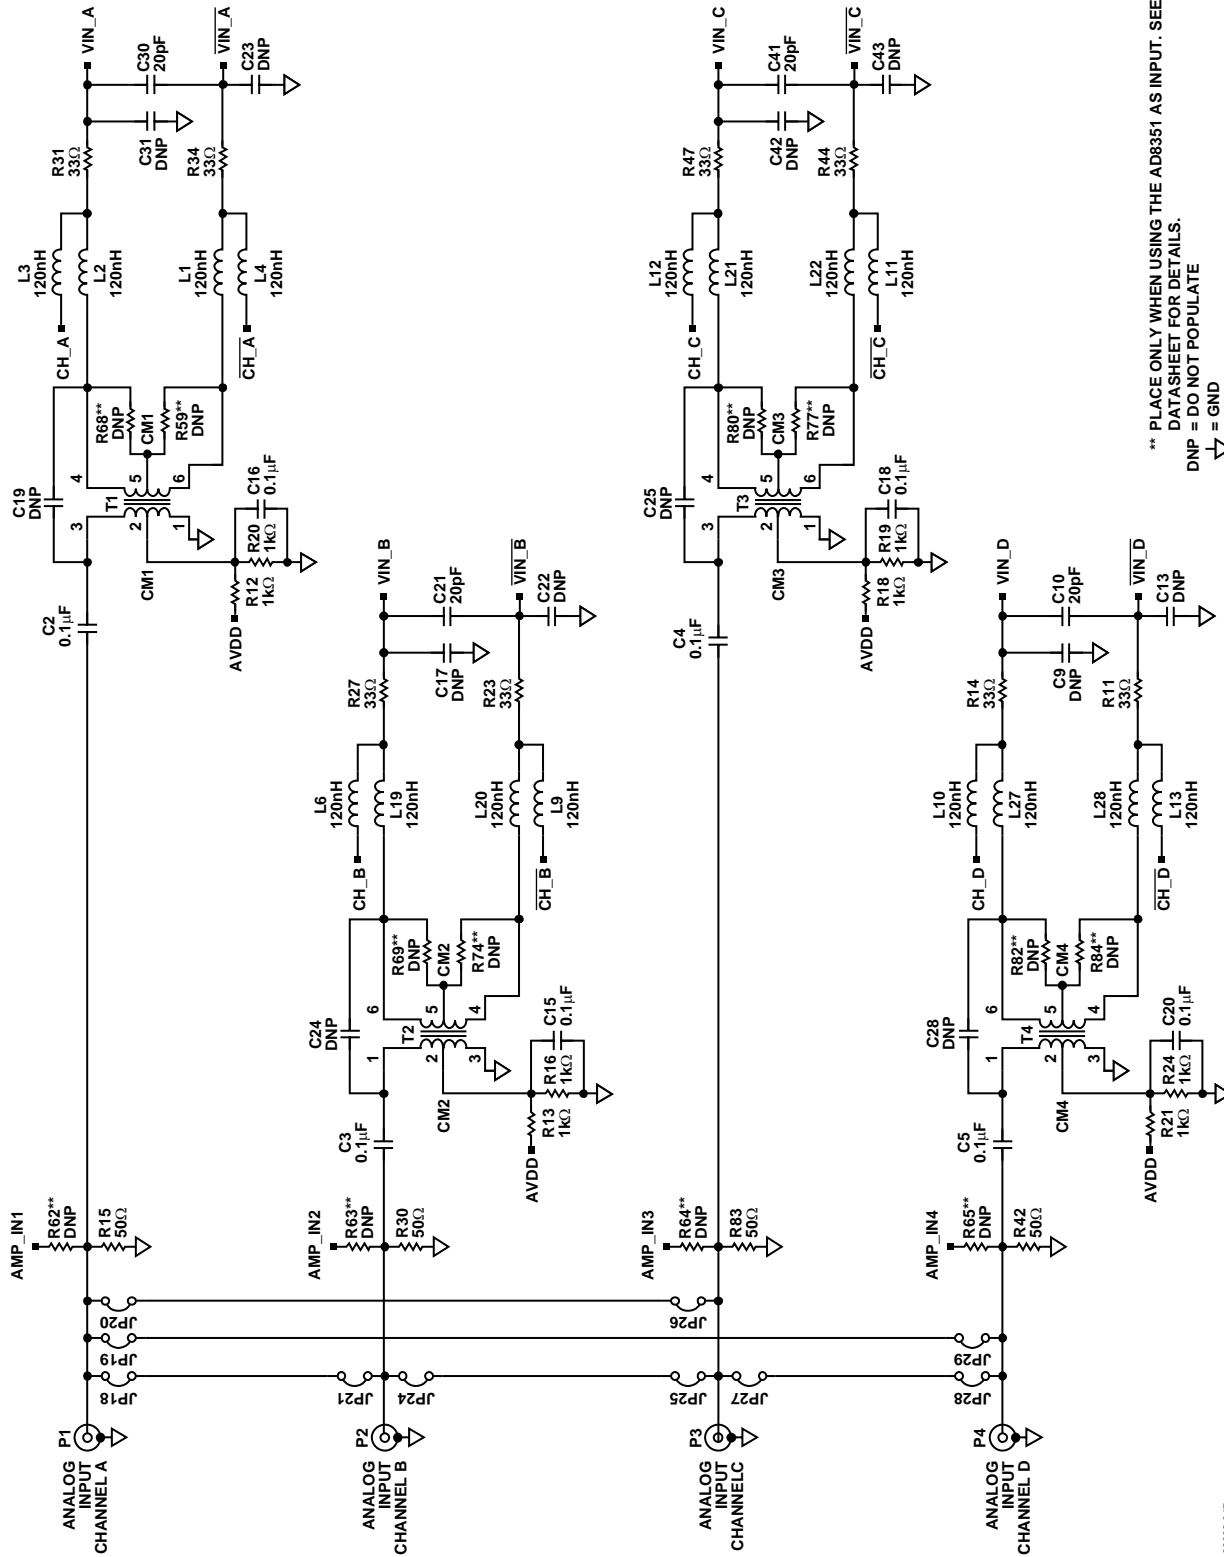 ANALOG
INPUT
CHANNEL A
P1
JP18
JP19
JP20
AMP_IN1
R62**
DNP
R15
50Ω
C2
0.1µF
C19
DNP
3
4
T1
2
5
1
6
CM1
R68**
DNP
CM1
R59**
DNP
AVDD
R12
1kΩ
R20
1kΩ
C16
0.1µF
CH_A
L3
120nH
L2
120nH
L1
120nH
L4
120nH
CH_A
R31
33Ω
C31
DNP
R34
33Ω
C30
20pF
C23
DNP
VIN_A
VIN_A
ANALOG
INPUT
CHANNEL B
P2
JP21
JP24
AMP_IN2
R63**
DNP
R30
50Ω
C3
0.1µF
C24
DNP
1
6
T2
2
5
3
4
CM2
R69**
DNP
CM2
R74**
DNP
AVDD
R13
1kΩ
R16
1kΩ
C15
0.1µF
CH_B
L6
120nH
L19
120nH
L20
120nH
L9
120nH
CH_B
R27
33Ω
C17
DNP
R23
33Ω
C21
20pF
C22
DNP
VIN_B
VIN_B
ANALOG
INPUT
CHANNELC
P3
JP25
JP27
JP26
AMP_IN3
R64**
DNP
R83
50Ω
C4
0.1µF
C25
DNP
3
4
T3
2
5
1
6
CM3
R80**
DNP
CM3
R77**
DNP
AVDD
R18
1kΩ
R19
1kΩ
C18
0.1µF
CH_C
L12
120nH
L21
120nH
L22
120nH
L11
120nH
CH_C
R47
33Ω
C42
DNP
R44
33Ω
C41
20pF
C43
DNP
VIN_C
VIN_C
ANALOG
INPUT
CHANNEL D
P4
JP28
JP29
AMP_IN4
R65**
DNP
R42
50Ω
C5
0.1µF
C28
DNP
1
6
T4
2
5
3
4
CM4
R82**
DNP
CM4
R84**
DNP
AVDD
R21
1kΩ
R24
1kΩ
C20
0.1µF
CH_D
L10
120nH
L27
120nH
L28
120nH
L13
120nH
CH_D
R14
33Ω
C9
DNP
R11
33Ω
C10
20pF
C13
DNP
VIN_D
VIN_D
** PLACE ONLY WHEN USING THE AD8351 AS INPUT. SEE
DATASHEET FOR DETAILS.
DNP = DO NOT POPULATE
= GND